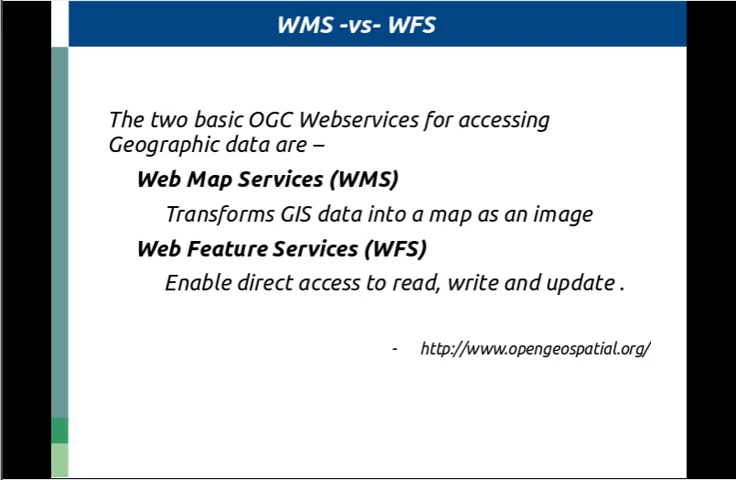 WMS -vs- WFS
The two basic OGC Webservices for accessing
Geographic data are –
Web Map Services (WMS)
Transforms GIS data into a map as an image
Web Feature Services (WFS)
Enable direct access to read, write and update .
- http://www.opengeospatial.org/